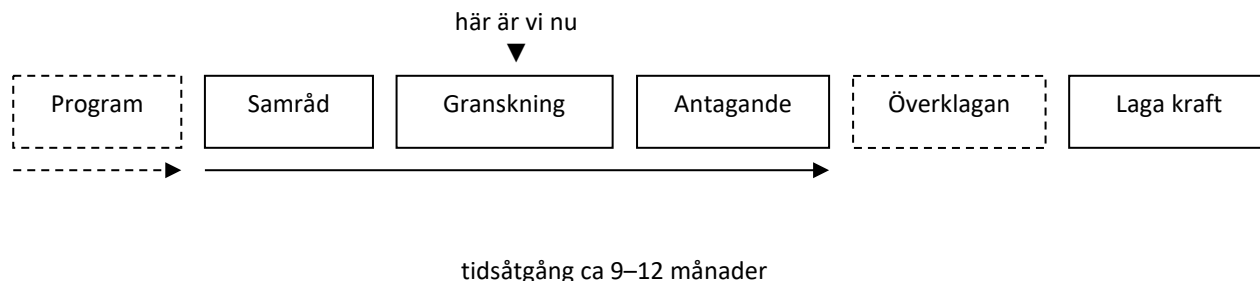 här är vi nu
Program Samråd Granskning Antagande Överklagan Laga kraft
tidsåtgång ca 9–12 månader